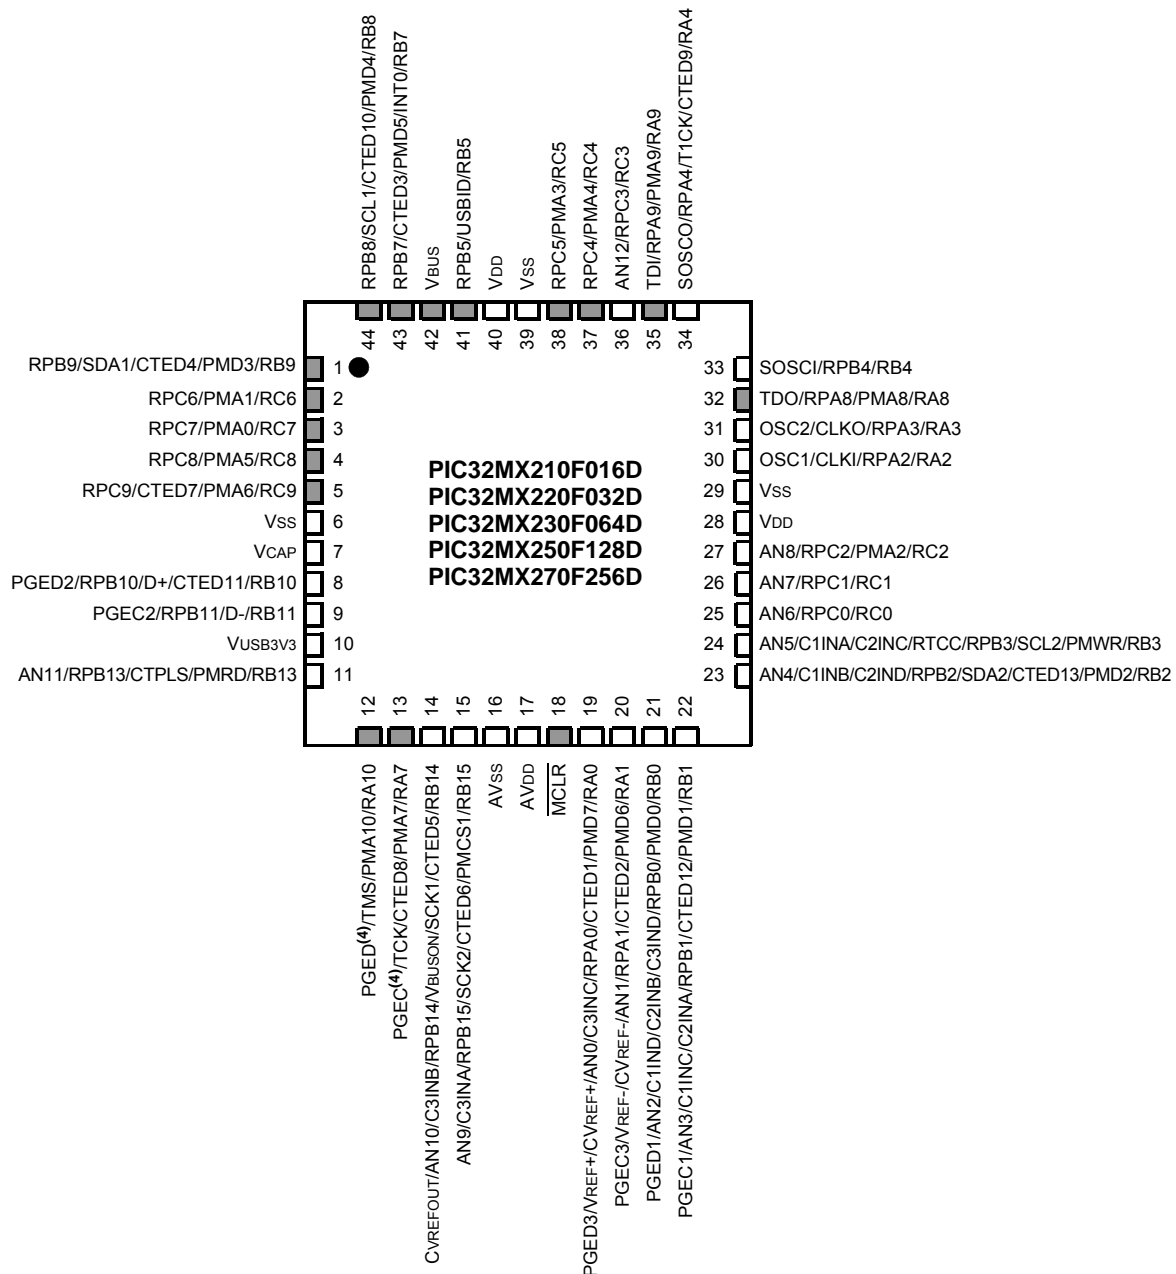 RPB8/SCL1/CTED10/PMD4/RB8
RPB7/CTED3/PMD5/INT0/RB7
VBUS
RPB5/USBID/RB5
VDD
VSS
RPC5/PMA3/RC5
RPC4/PMA4/RC4
AN12/RPC3/RC3
TDI/RPA9/PMA9/RA9
SOSCO/RPA4/T1CK/CTED9/RA4
44
43
42
41
40
39
38
37
36
35
34
RPB9/SDA1/CTED4/PMD3/RB9 1
RPC6/PMA1/RC6 2
RPC7/PMA0/RC7 3
RPC8/PMA5/RC8 4
RPC9/CTED7/PMA6/RC9 5
VSS 6
VCAP 7
PGED2/RPB10/D+/CTED11/RB10 8
PGEC2/RPB11/D-/RB11 9
VUSB3V3 10
AN11/RPB13/CTPLS/PMRD/RB13 11
PIC32MX210F016D
PIC32MX220F032D
PIC32MX230F064D
PIC32MX250F128D
PIC32MX270F256D
33 SOSCI/RPB4/RB4
32 TDO/RPA8/PMA8/RA8
31 OSC2/CLKO/RPA3/RA3
30 OSC1/CLKI/RPA2/RA2
29 VSS
28 VDD
27 AN8/RPC2/PMA2/RC2
26 AN7/RPC1/RC1
25 AN6/RPC0/RC0
24 AN5/C1INA/C2INC/RTCC/RPB3/SCL2/PMWR/RB3
23 AN4/C1INB/C2IND/RPB2/SDA2/CTED13/PMD2/RB2
12
13
14
15
16
17
18
19
20
21
22
PGED(4)/TMS/PMA10/RA10
PGEC(4)/TCK/CTED8/PMA7/RA7
CVREFOUT/AN10/C3INB/RPB14/VBUSON/SCK1/CTED5/RB14
AN9/C3INA/RPB15/SCK2/CTED6/PMCS1/RB15
AVSS
AVDD
MCLR
PGED3/VREF+/CVREF+/AN0/C3INC/RPA0/CTED1/PMD7/RA0
PGEC3/VREF-/CVREF-/AN1/RPA1/CTED2/PMD6/RA1
PGED1/AN2/C1IND/C2INB/C3IND/RPB0/PMD0/RB0
PGEC1/AN3/C1INC/C2INA/RPB1/CTED12/PMD1/RB1